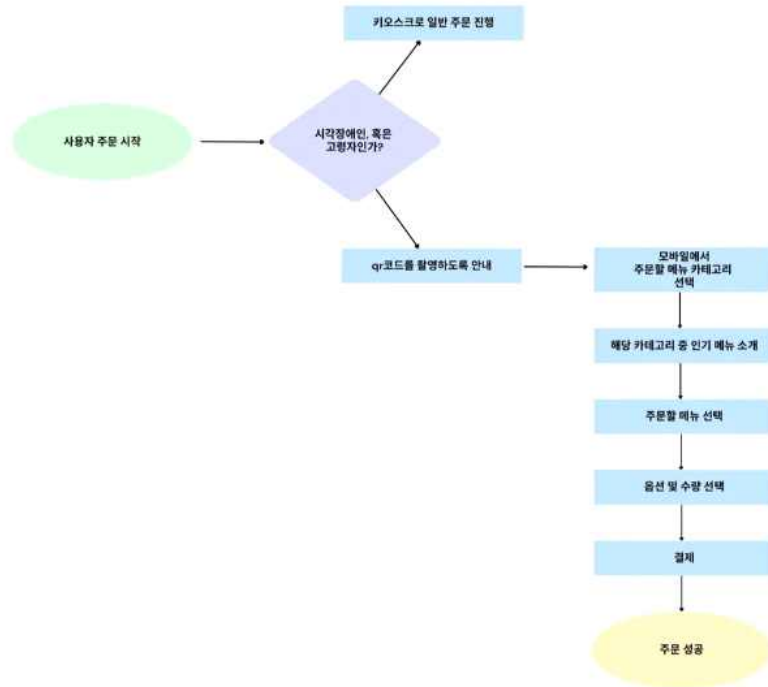 키오스크로 일반 주문 진행
사용자 주문 시작
시각장애인, 혹은
고령자인가?
qr코드를 촬영하도록 안내
모바일에서
주문할 메뉴 카테고리
선택
해당 카테고리 중 인기 메뉴 소개
주문할 메뉴 선택
옵션 및 수량 선택
결제
주문 성공